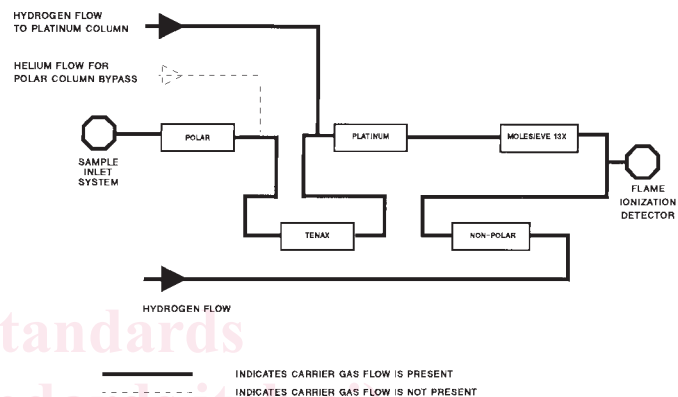 HYDROGEN FLOW
TO PLATINUM COLUMN
HELIUM FLOW FOR
POLAR COLUMN BYPASS
POLAR
PLATINUM
MOLESIEVE 13X
SAMPLE
INLET
SYSTEM
FLAME
IONIZATION
DETECTOR
TENAX
NON-POLAR
HYDROGEN FLOW
tandards
INDICATES CARRIER GAS FLOW IS PRESENT
INDICATES CARRIER GAS FLOW IS NOT PRESENT